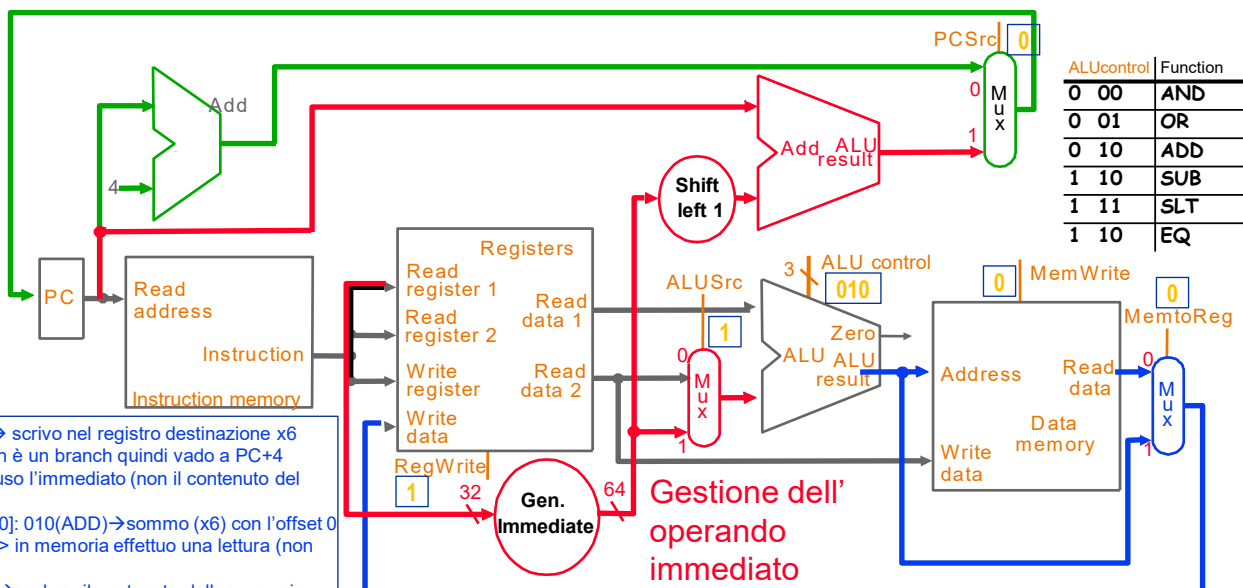 PCSrc
0
ALUcontrol Function
0 00 AND
0 01 OR
0 10 ADD
1 10 SUB
1 11 SLT
1 10 EQ
Add
0
Mux
1
Add ALU
result
4
Shift
left 1
PC
Read
address
Instruction
Instruction memory
Registers
Read
register 1
Read
register 2
Write
register
Write
data
Read
data 1
Read
data 2
RegWrite
1
ALUSrc
1
0
Mux
1
3
ALU control
010
Zero
ALU ALU
result
MemWrite
0
Address
Read
data
Data
memory
Write
data
0
MemtoReg
0
Mux
1
32
Gen.
Immediate
64
Gestione dell'
operando
immediato
→ scrivo nel registro destinazione x6
è un branch quindi vado a PC+4
uso l'immediato (non il contenuto del
0]: 010(ADD)→sommo (x6) con l'offset 0
> in memoria effettuo una lettura (non